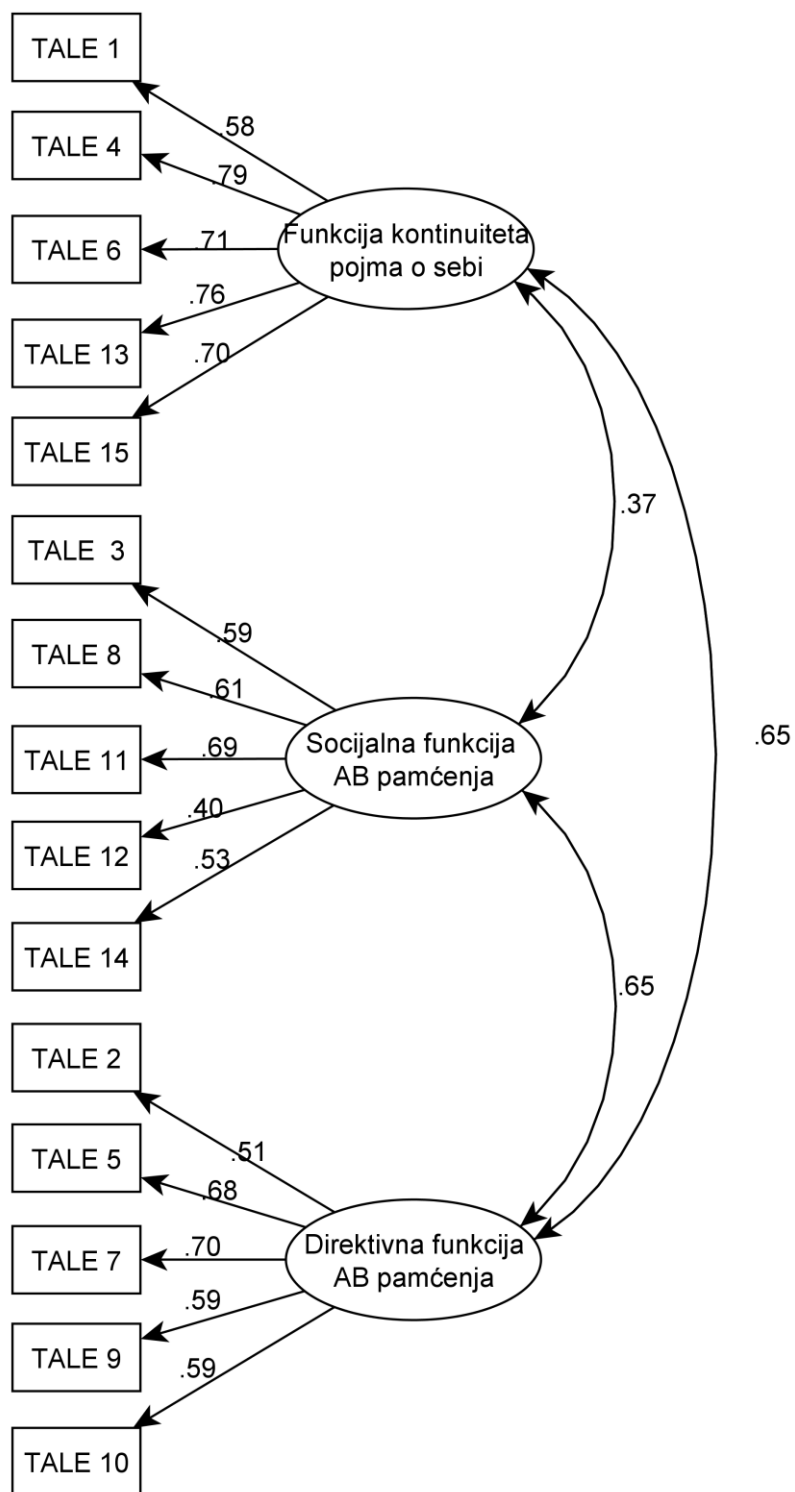 TALE 1
.58
TALE 4
.79
Funkcija kontinuiteta
pojma o sebi
TALE 6
.71
.76
TALE 13
.70
TALE 15
.37
TALE  3
.59
TALE 8
.61
Socijalna funkcija
AB pamćenja
.69
TALE 11
.65
.40
TALE 12
.53
TALE 14
.65
TALE 2
.51
TALE 5
.68
Direktivna funkcija
AB pamćenja
TALE 7
.70
.59
TALE 9
.59
TALE 10